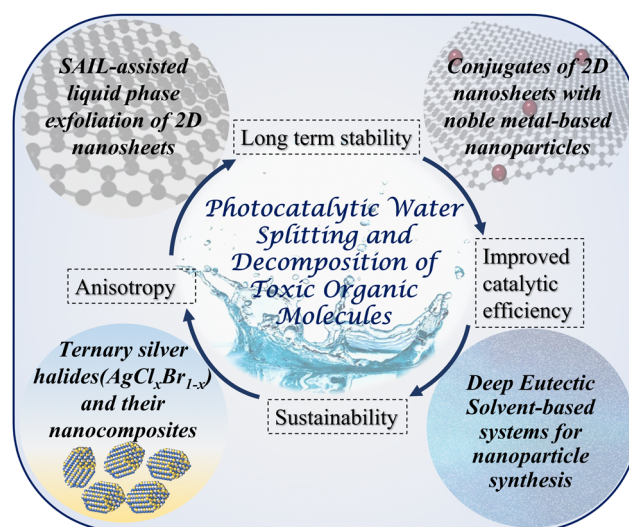 SAIL-assisted
liquid phase
exfoliation of 2D
nanosheets
Conjugates of 2D
nanosheets with
noble metal-based
nanoparticles
Long term stability
Photocatalytic Water
Splitting and
Decomposition of
Toxic Organic
Molecules
Anisotropy
Improved
catalytic
efficiency
Ternary silver
halides(AgClₓBr₁₋ₓ)
and their
nanocomposites
Sustainability
Deep Eutectic
Solvent-based
systems for
nanoparticle
synthesis